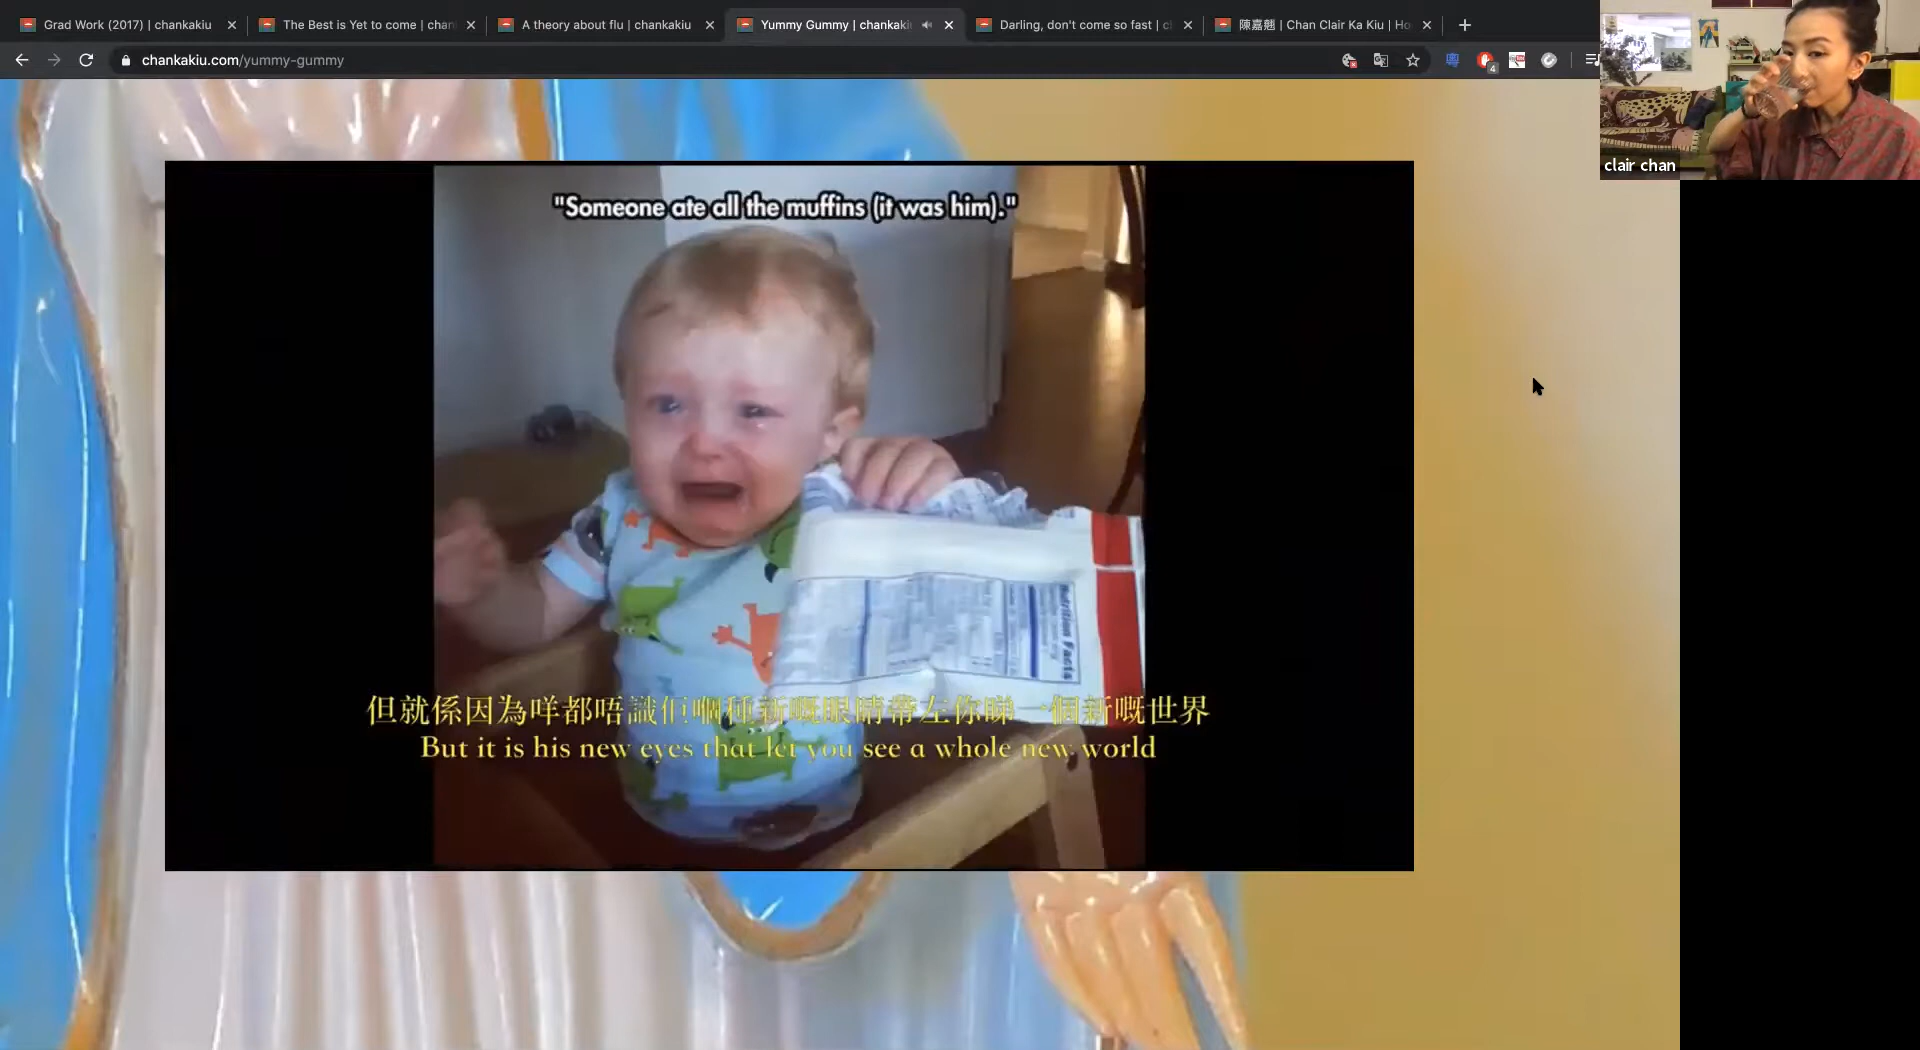 Grad Work (2017) | chankakiu
The Best is Yet to come | chan
A theory about flu | chankakiu
Yummy Gummy | chankaki
Darling, don't come so fast | c
陳嘉翹 | Chan Clair Ka Kiu | Ho
chankakiu.com/yummy-gummy
4
clair chan
"Someone ate all the muffins (it was him)."
Nutrition Facts
但就係因為咩都唔識佢嗰種新嘅眼睛帶左你睇一個新嘅世界
But it is his new eyes that let you see a whole new world